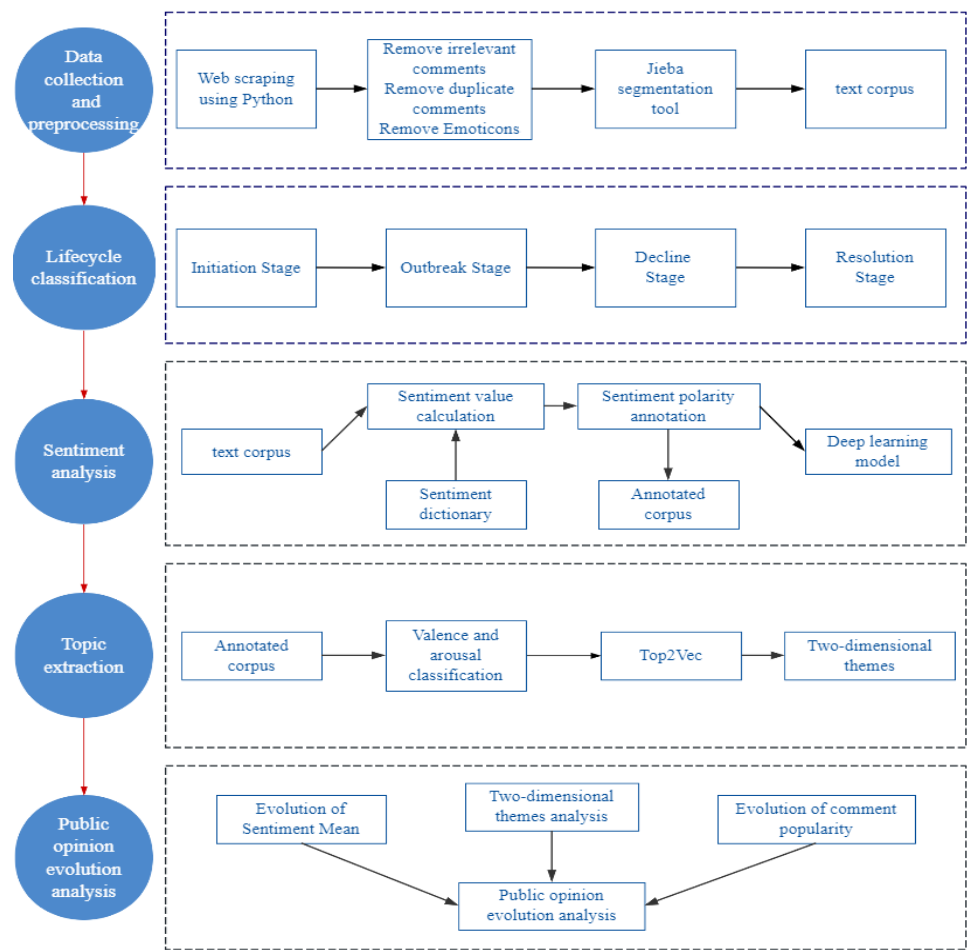 Data
collection
and
preprocessing
Web scraping
using Python
Remove irrelevant
comments
Remove duplicate
comments
Remove Emoticons
Jieba
segmentation
tool
text corpus
Lifecycle
classification
Initiation Stage
Outbreak Stage
Decline
Stage
Resolution
Stage
Sentiment
analysis
text corpus
Sentiment value
calculation
Sentiment dictionary
Sentiment polarity
annotation
Annotated
corpus
Deep learning
model
Topic
extraction
Annotated
corpus
Valence and
arousal
classification
Top2Vec
Two-dimensional
themes
Public
opinion
evolution
analysis
Evolution of
Sentiment Mean
Two-dimensional
themes analysis
Evolution of comment
popularity
Public opinion
evolution analysis